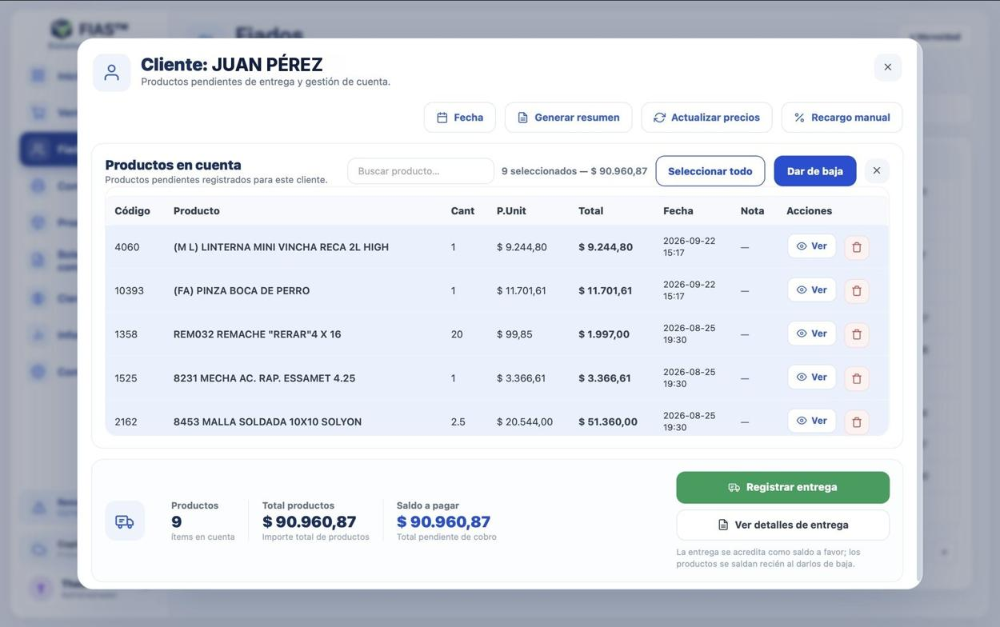 FIAS™
Fiados
Cliente: JUAN PÉREZ
Productos pendientes de entrega y gestión de cuenta.
Fecha
Generar resumen
Actualizar precios
Recargo manual
Productos en cuenta
Productos pendientes registrados para este cliente.
Buscar producto...
9 seleccionados — $ 90.960,87
Seleccionar todo
Dar de baja
Código Producto Cant P.Unit Total Fecha Nota Acciones
4060 (M L) LINTERNA MINI VINCHA RECA 2L HIGH 1 $ 9.244,80 $ 9.244,80 2026-09-22 — Ver
15:17
10393 (FA) PINZA BOCA DE PERRO 1 $ 11.701,61 $ 11.701,61 2026-09-22 — Ver
15:17
1358 REM032 REMACHE "RERAR"4 X 16 20 $ 99,85 $ 1.997,00 2026-08-25 — Ver
19:30
1525 8231 MECHA AC. RAP. ESSAMET 4.25 1 $ 3.366,61 $ 3.366,61 2026-08-25 — Ver
19:30
2162 8453 MALLA SOLDADA 10X10 SOLYON 2.5 $ 20.544,00 $ 51.360,00 2026-08-25 — Ver
19:30
Productos
9
ítems en cuenta
Total productos
$ 90.960,87
Importe total de productos
Saldo a pagar
$ 90.960,87
Total pendiente de cobro
Registrar entrega
Ver detalles de entrega
La entrega se acredita como saldo a favor; los
productos se saldan recién al darlos de baja.